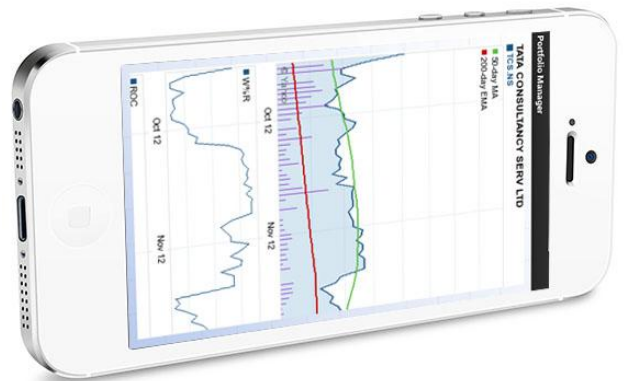 Portfolio Manager
TATA CONSULTANCY SERV LTD
TCS.NS
50-day MA
200-day EMA
© Yahoo!
Oct 12
Nov 12
W%R
Oct 12
Nov 12
ROC